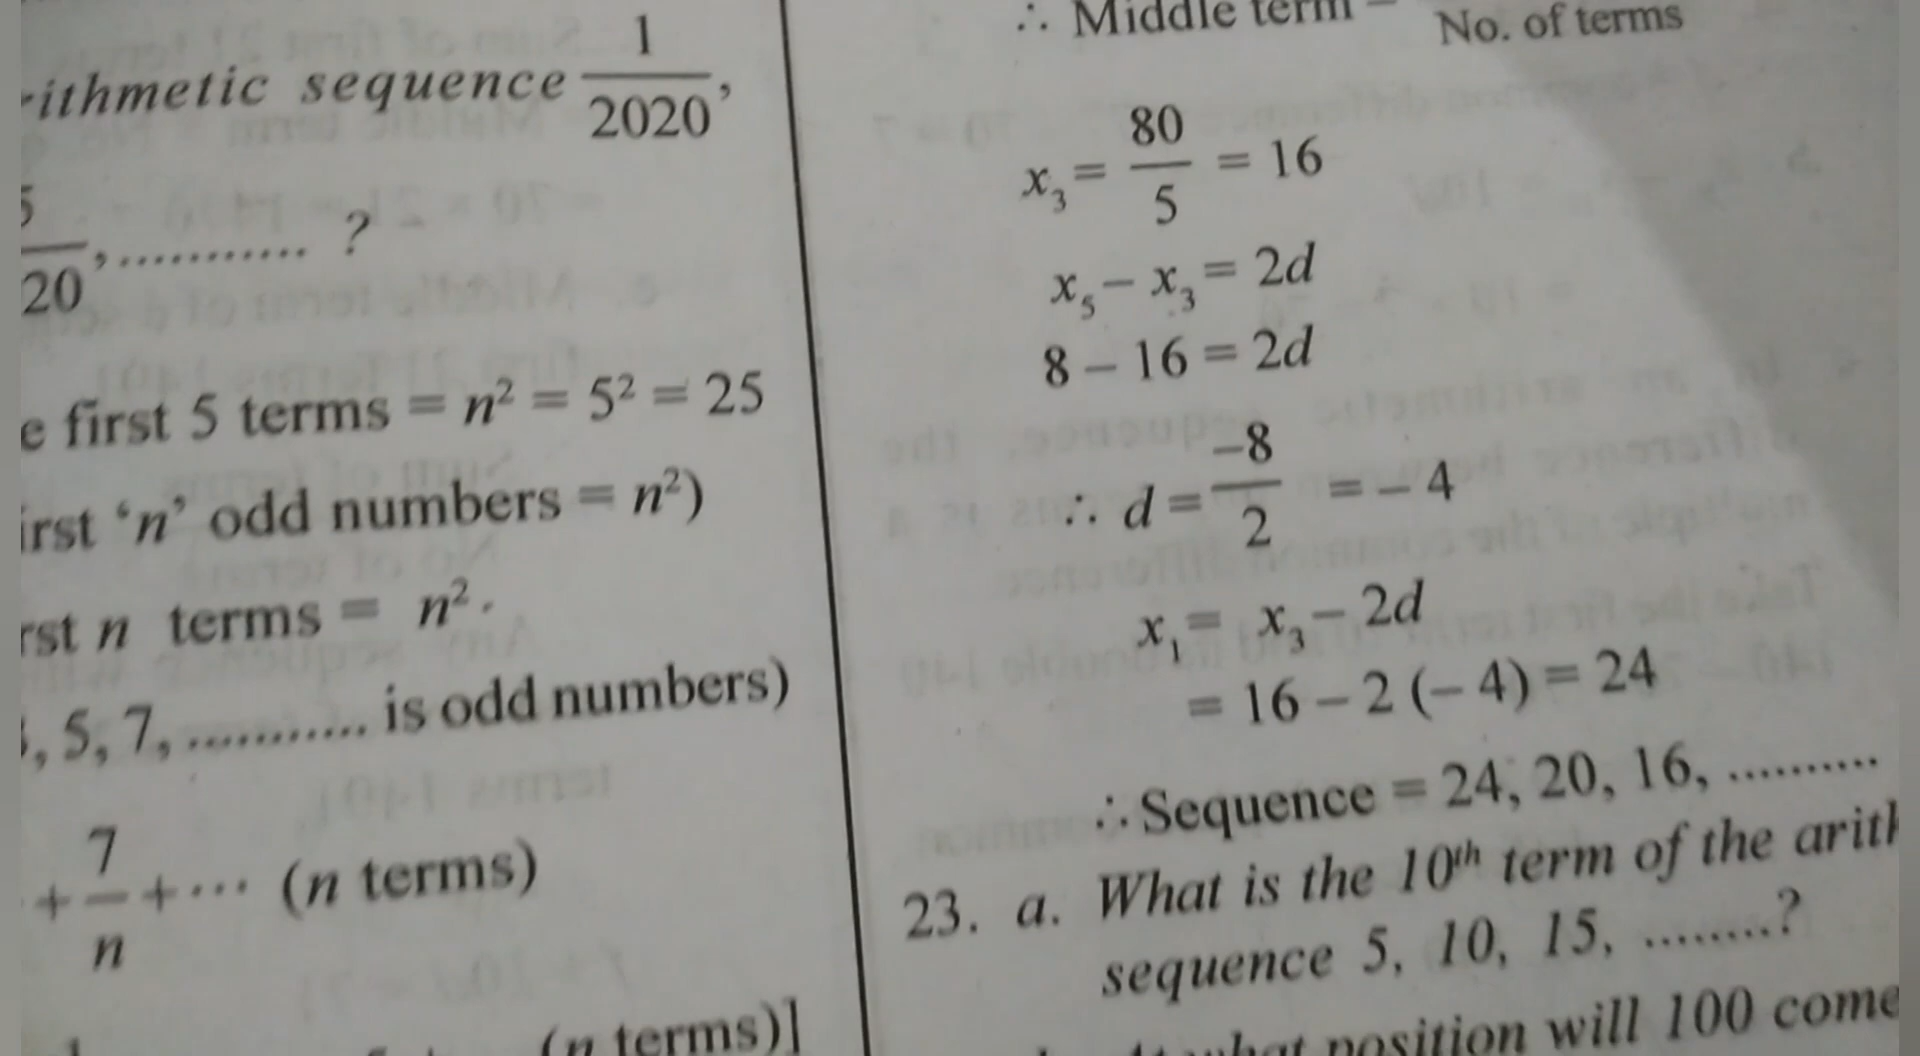 ithmetic sequence 1/2020,
5/20, ........... ?
e first 5 terms = n² = 5² = 25
irst 'n' odd numbers = n²)
rst n terms = n².
, 5, 7, ........... is odd numbers)
+ 7/n + ··· (n terms)
(n terms)]
∴ Middle term = No. of terms
x₃ = 80/5 = 16
x₅ – x₃ = 2d
8 – 16 = 2d
∴ d = –8/2 = – 4
x₁ = x₃ – 2d
= 16 – 2 (– 4) = 24
∴ Sequence = 24, 20, 16, ..........
23. a. What is the 10th term of the arith
sequence 5, 10, 15, ........?
what position will 100 come